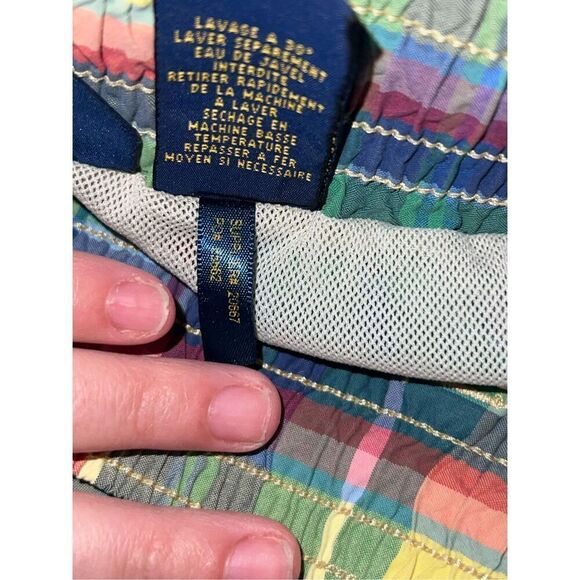 LAVAGE A 30°
LAVER SEPAREMENT
EAU DE JAVEL
INTERDITE
RETIRER RAPIDEMENT
DE LA MACHINE
A LAVER
SECHAGE EN
MACHINE BASSE
TEMPERATURE
REPASSER A FER
MOYEN SI NECESSAIRE
20667